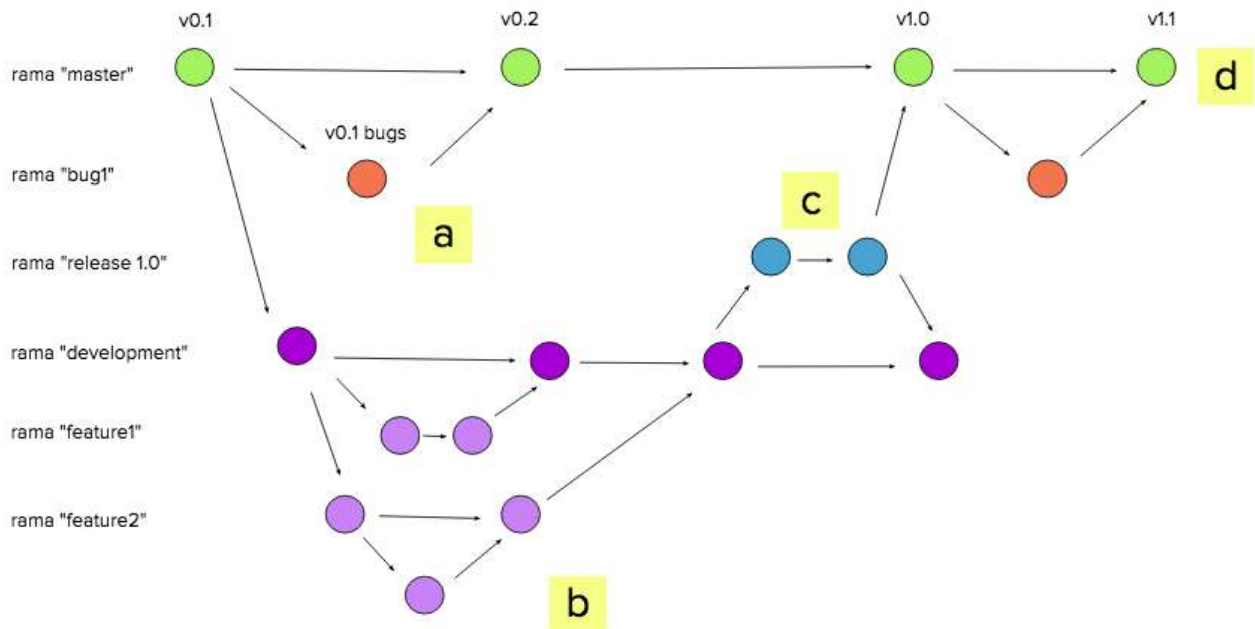 v0.1
v0.2
v1.0
v1.1
rama "master"
d
v0.1 bugs
rama "bug1"
c
a
rama "release 1.0"
rama "development"
rama "feature1"
rama "feature2"
b